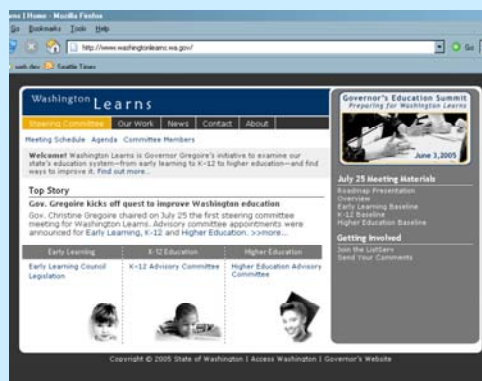 ns | Home - Mozilla Firefox
Go Bookmarks Tools Help
http://www.washingtonlearns.wa.gov/
Go
web dev Seattle Times
Washington Learns
Steering Committee Our Work News Contact About
Meeting Schedule Agenda Committee Members
Welcome! Washington Learns is Governor Gregoire's initiative to examine our
state's education system—from early learning to K-12 to higher education—and find
ways to improve it. Find out more...
Top Story
Gov. Gregoire kicks off quest to improve Washington education
Gov. Christine Gregoire chaired on July 25 the first steering committee
meeting for Washington Learns. Advisory committee appointments were
announced for Early Learning, K-12 and Higher Education. >>more...
Early Learning K-12 Education Higher Education
Early Learning Council K-12 Advisory Committee Higher Education Advisory
Legislation Committee
Governor's Education Summit
Preparing for Washington Learns
June 3, 2005
July 25 Meeting Materials
Roadmap Presentation
Overview
Early Learning Baseline
K-12 Baseline
Higher Education Baseline
Getting Involved
Join the ListServ
Send Your Comments
Copyright © 2005 State of Washington | Access Washington | Governor's Website